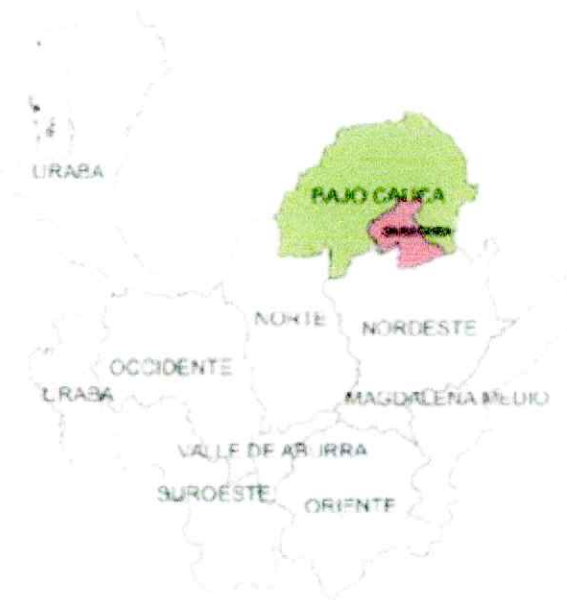 URABA
BAJO CAUCA
NORTE
NORDESTE
OCCIDENTE
URABA
MAGDALENA MEDIO
VALLE DE ABURRA
SUROESTE
ORIENTE